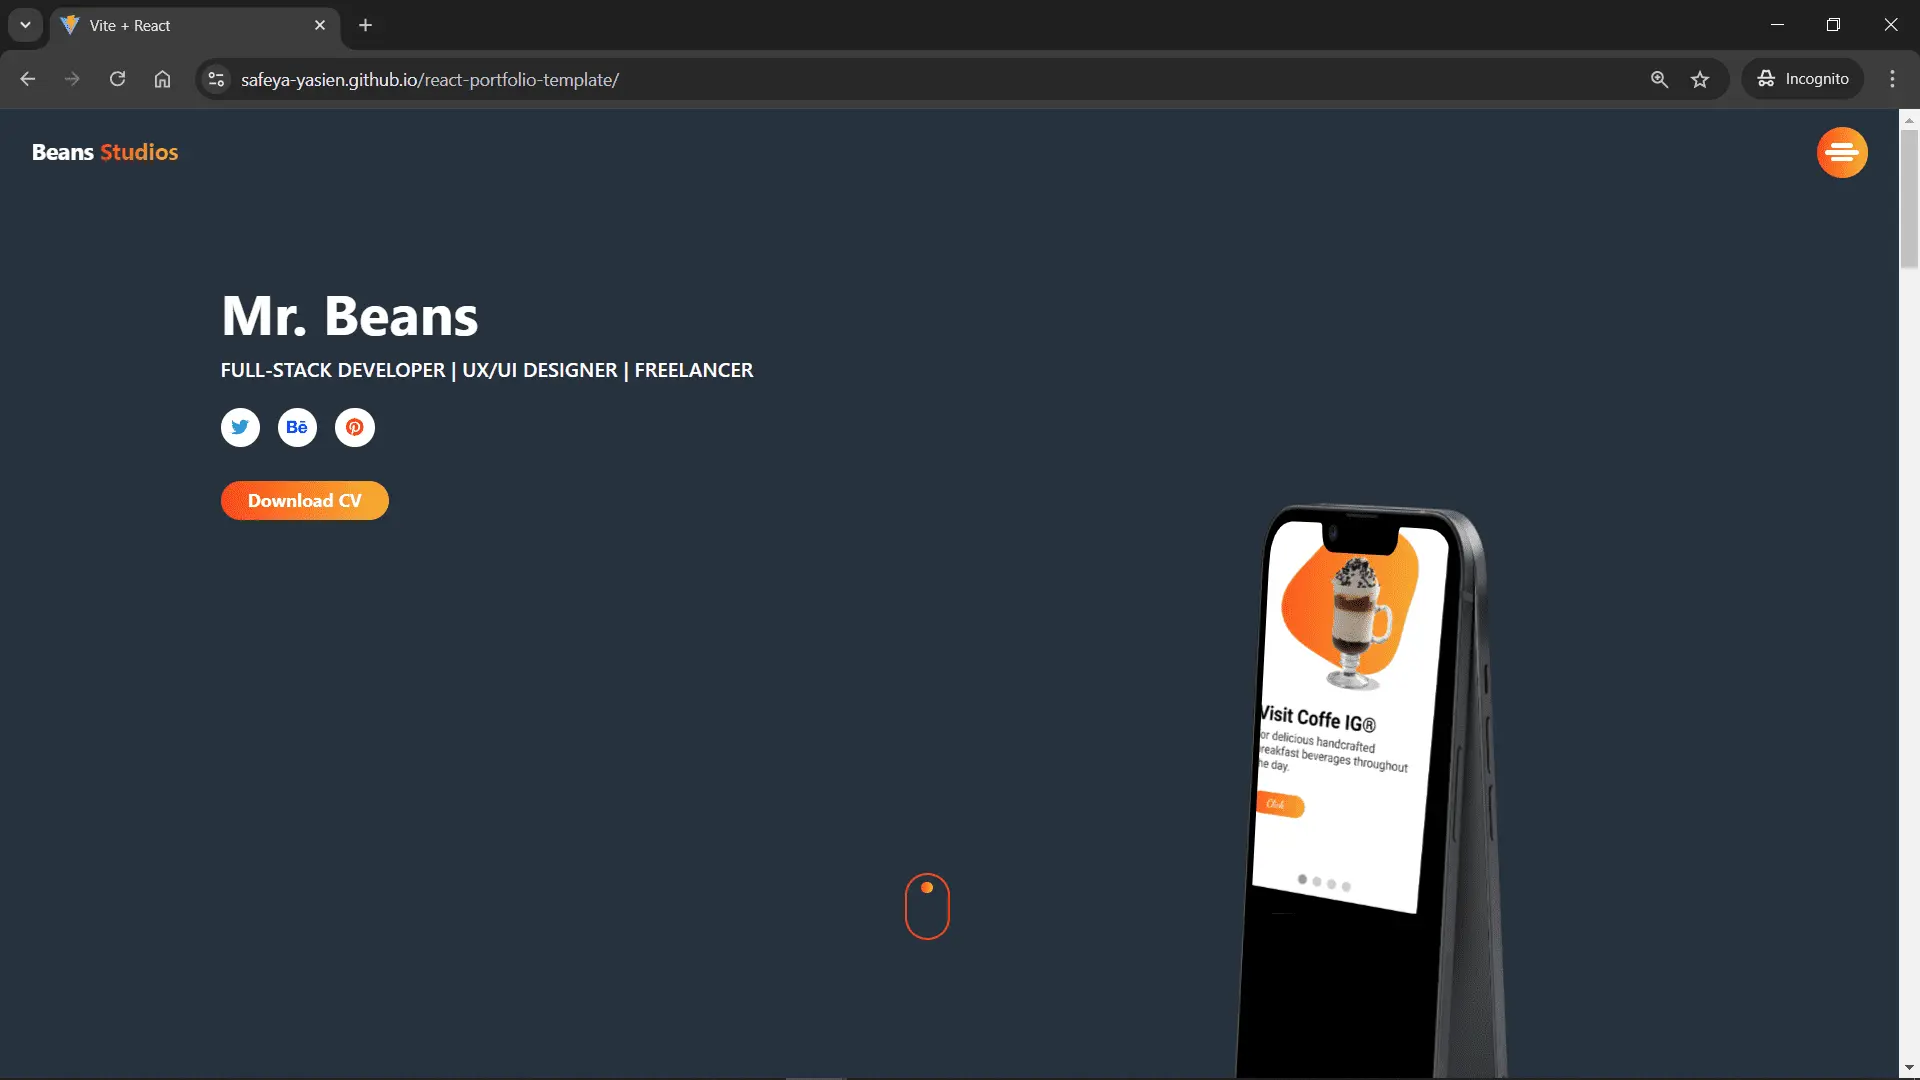 Vite + React
safeya-yasien.github.io/react-portfolio-template/
Incognito
Beans Studios
Mr. Beans
FULL-STACK DEVELOPER | UX/UI DESIGNER | FREELANCER
Bē
Download CV
Visit Coffe IG®
or delicious handcrafted
reakfast beverages throughout
he day.
Click